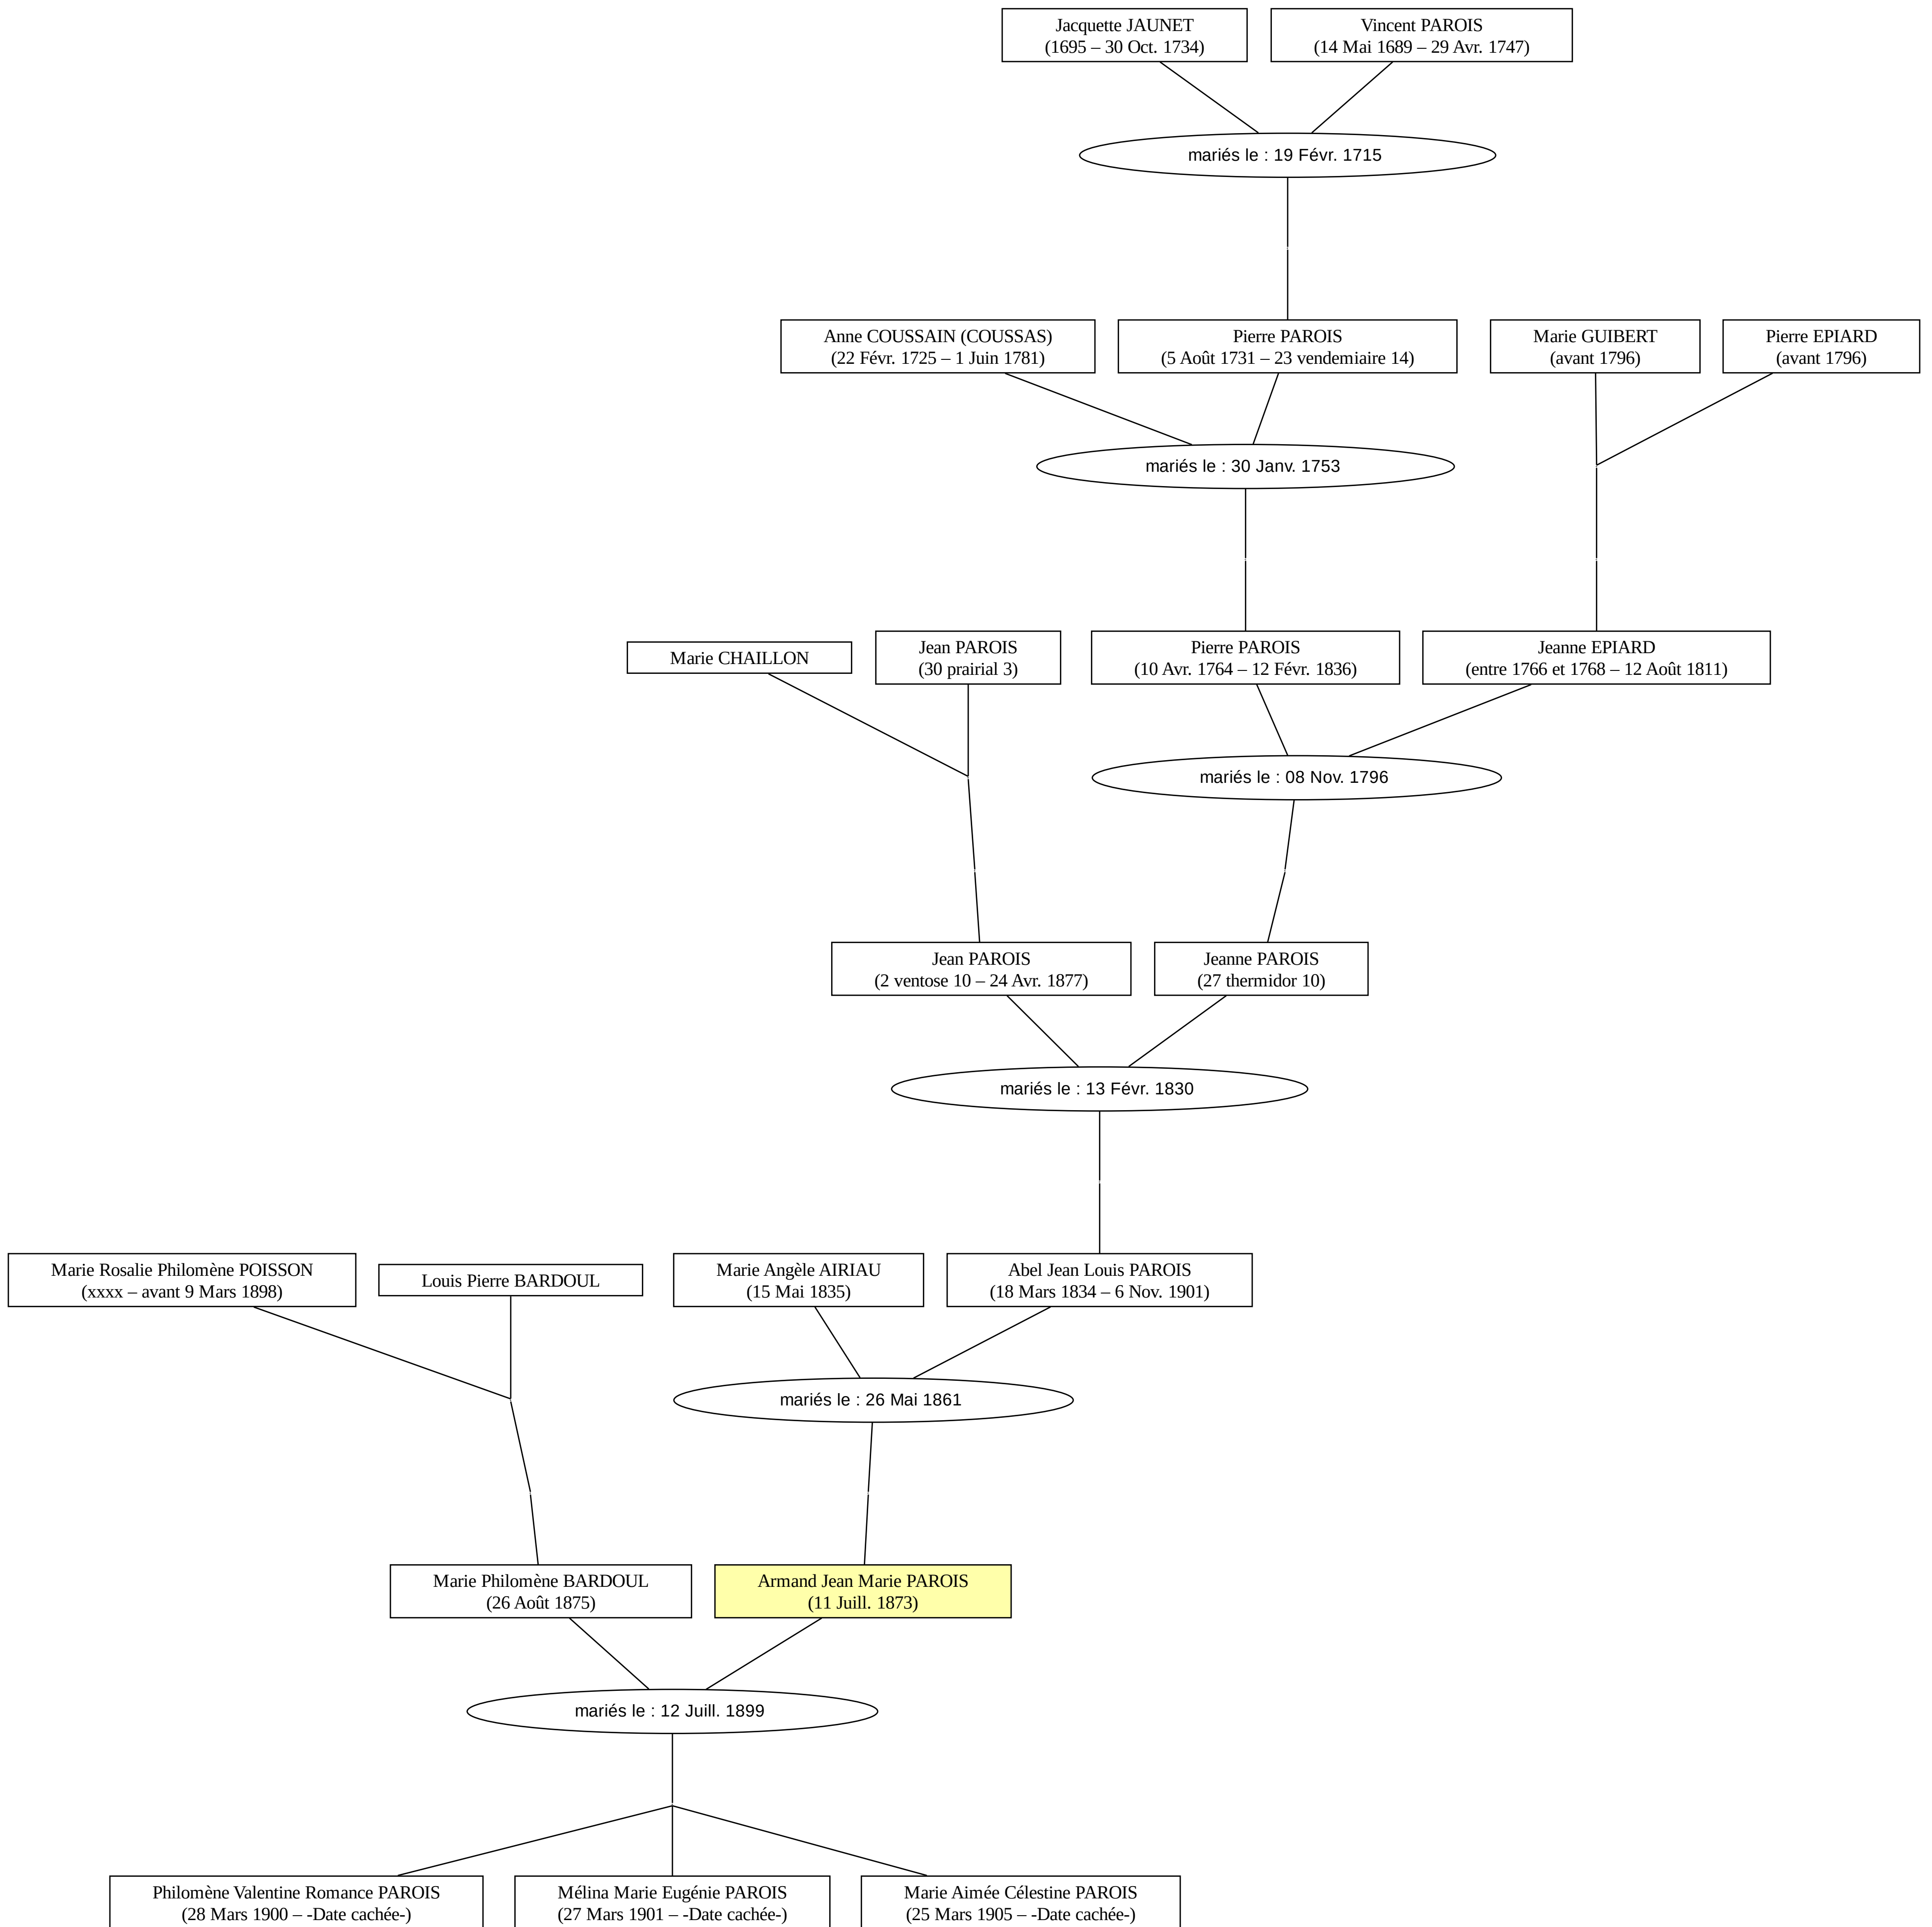 Jacquette JAUNET
(1695 – 30 Oct. 1734)
Vincent PAROIS
(14 Mai 1689 – 29 Avr. 1747)
mariés le : 19 Févr. 1715
Anne COUSSAIN (COUSSAS)
(22 Févr. 1725 – 1 Juin 1781)
Pierre PAROIS
(5 Août 1731 – 23 vendemiaire 14)
Marie GUIBERT
(avant 1796)
Pierre EPIARD
(avant 1796)
mariés le : 30 Janv. 1753
Marie CHAILLON
Jean PAROIS
(30 prairial 3)
Pierre PAROIS
(10 Avr. 1764 – 12 Févr. 1836)
Jeanne EPIARD
(entre 1766 et 1768 – 12 Août 1811)
mariés le : 08 Nov. 1796
Jean PAROIS
(2 ventose 10 – 24 Avr. 1877)
Jeanne PAROIS
(27 thermidor 10)
mariés le : 13 Févr. 1830
Marie Rosalie Philomène POISSON
(xxxx – avant 9 Mars 1898)
Louis Pierre BARDOUL
Marie Angèle AIRIAU
(15 Mai 1835)
Abel Jean Louis PAROIS
(18 Mars 1834 – 6 Nov. 1901)
mariés le : 26 Mai 1861
Marie Philomène BARDOUL
(26 Août 1875)
Armand Jean Marie PAROIS
(11 Juill. 1873)
mariés le : 12 Juill. 1899
Philomène Valentine Romance PAROIS
(28 Mars 1900 – -Date cachée-)
Mélina Marie Eugénie PAROIS
(27 Mars 1901 – -Date cachée-)
Marie Aimée Célestine PAROIS
(25 Mars 1905 – -Date cachée-)